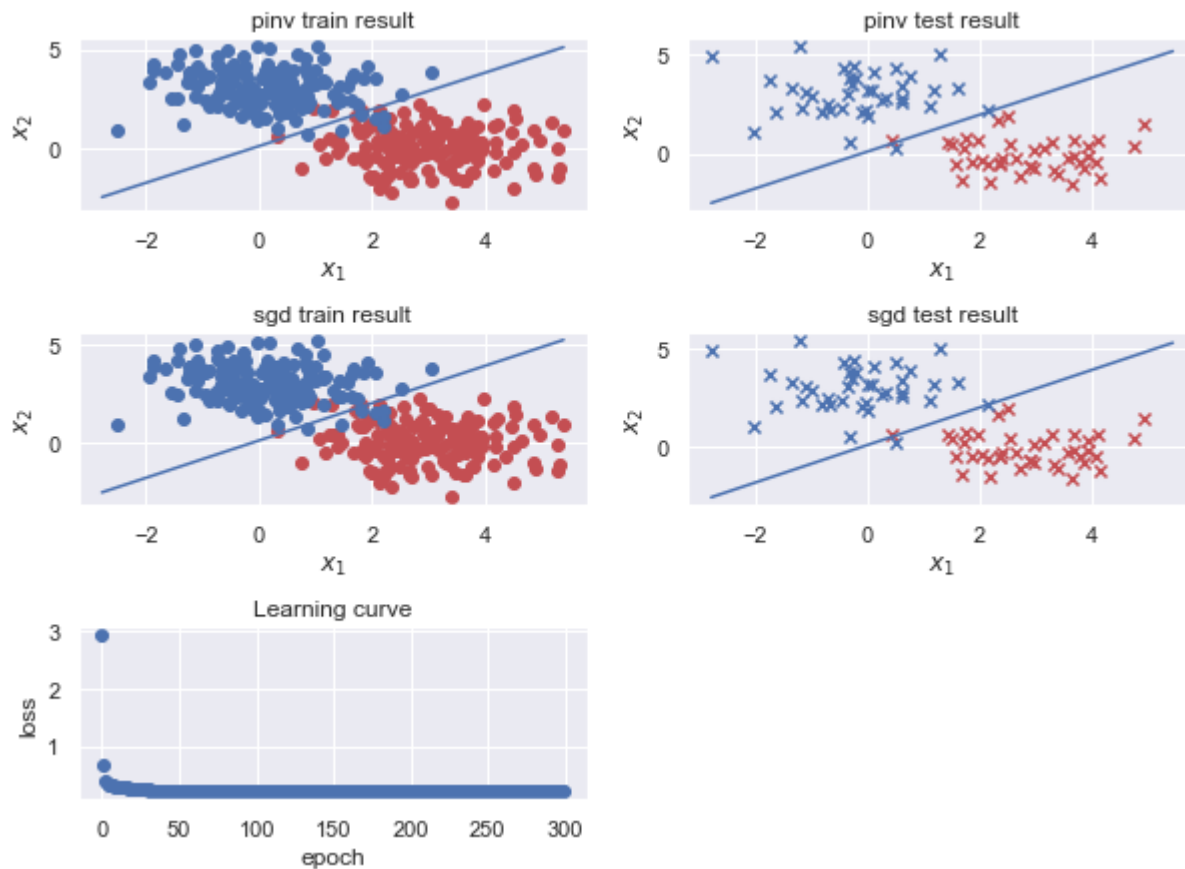 pinv train result
5
0
x₂
−2 0 2 4
x₁
pinv test result
5
0
x₂
−2 0 2 4
x₁
sgd train result
5
0
x₂
−2 0 2 4
x₁
sgd test result
5
0
x₂
−2 0 2 4
x₁
Learning curve
3
2
1
loss
0 50 100 150 200 250 300
epoch